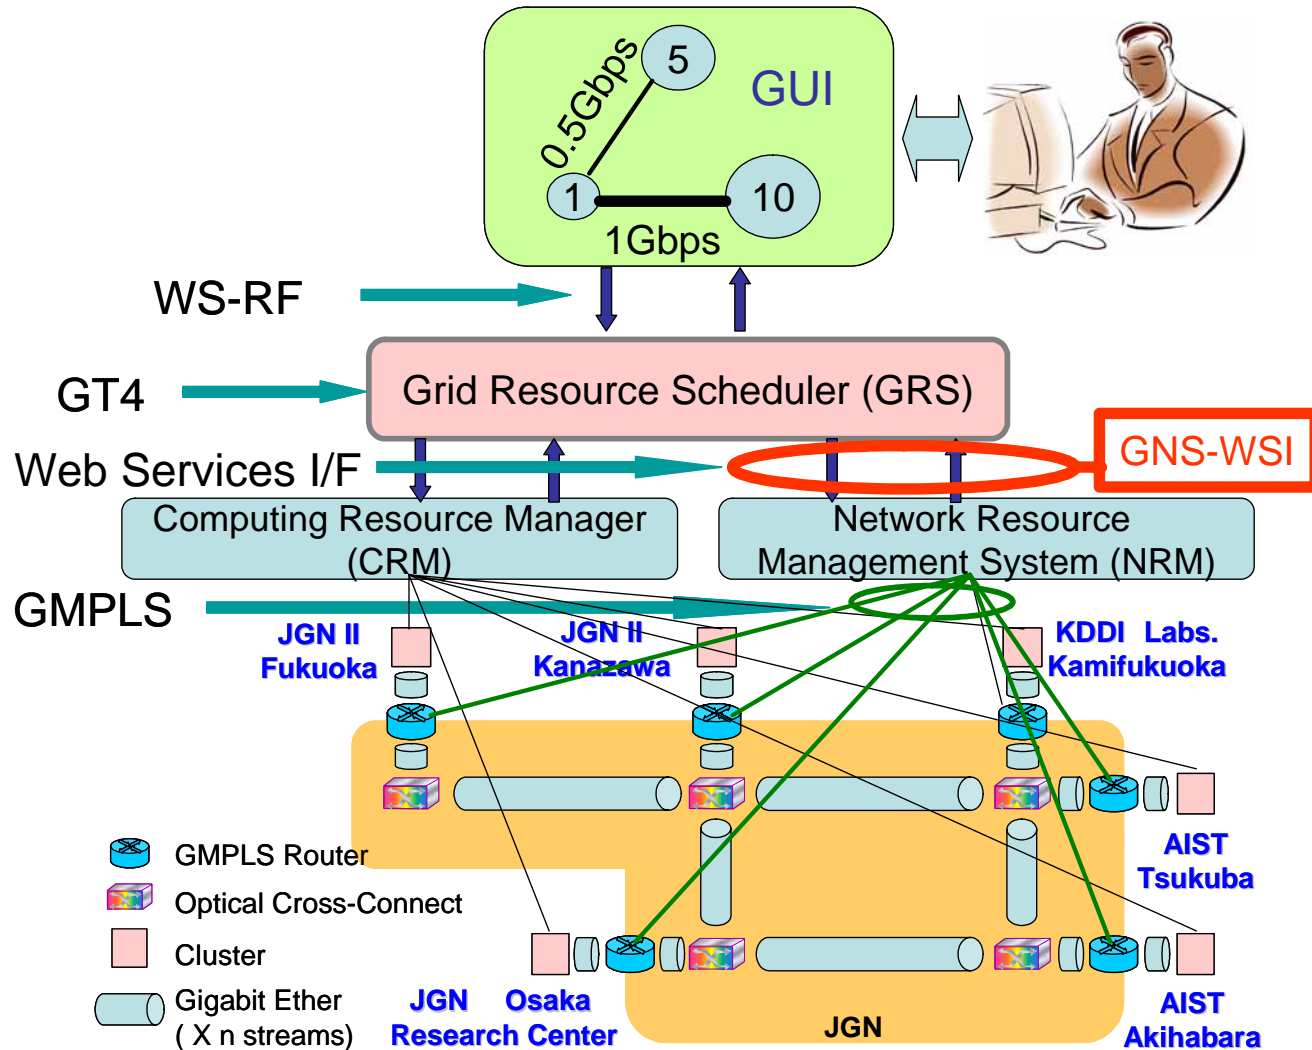 5
GUI
0.5Gbps
1
10
1Gbps
WS-RF
GT4
Grid Resource Scheduler (GRS)
Web Services I/F
GNS-WSI
Computing Resource Manager
(CRM)
Network Resource
Management System (NRM)
GMPLS
JGN II
Fukuoka
JGN II
Kanazawa
KDDI Labs.
Kamifukuoka
AIST
Tsukuba
GMPLS Router
Optical Cross-Connect
Cluster
Gigabit Ether
( X n streams)
JGN Osaka
Research Center
JGN
AIST
Akihabara